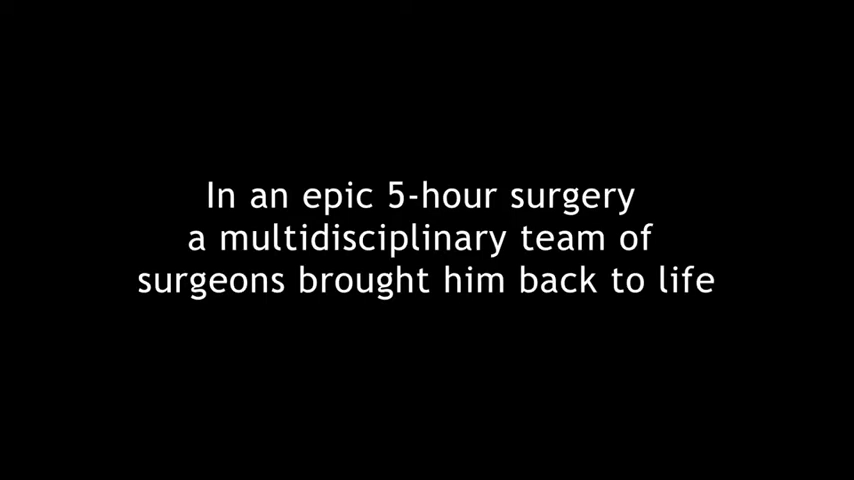 In an epic 5-hour surgery
a multidisciplinary team of
surgeons brought him back to life